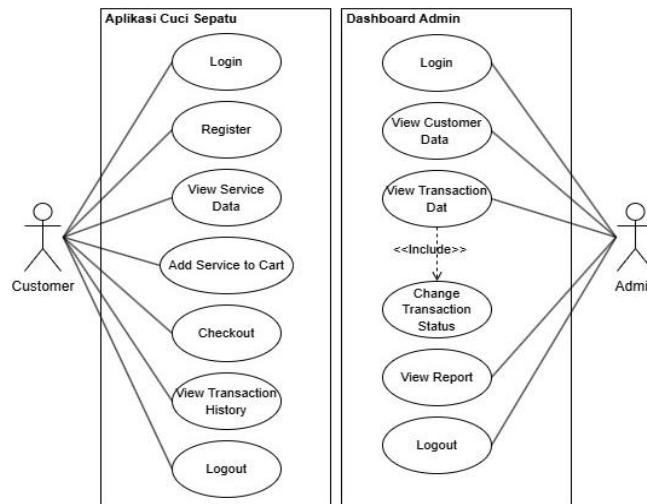 Aplikasi Cuci Sepatu
Login
Register
View Service
Data
Add Service to Cart
Checkout
View Transaction
History
Logout
Customer
Dashboard Admin
Login
View Customer
Data
View Transaction
Dat
<<Include>>
Change
Transaction
Status
View Report
Logout
Admi